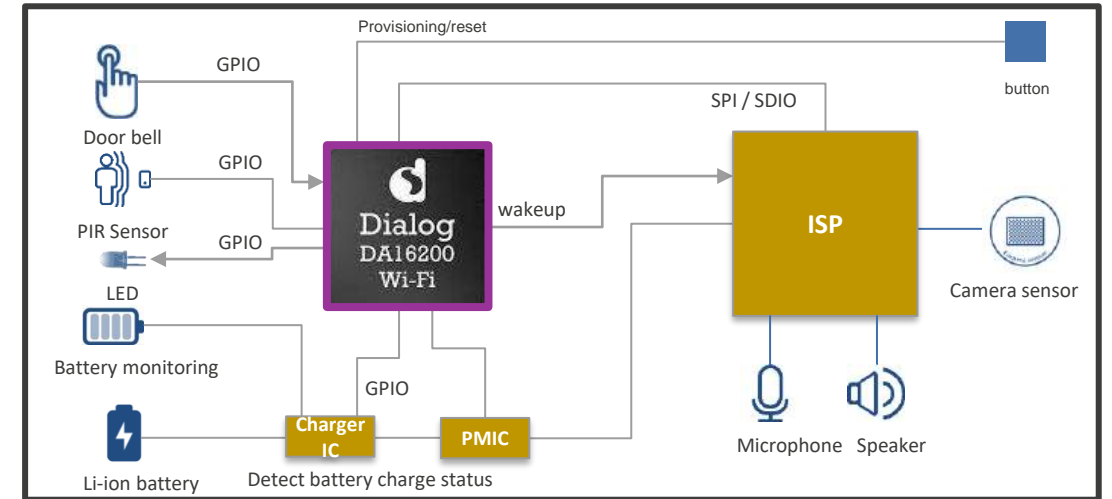 Provisioning/reset
GPIO
button
SPI / SDIO
Door bell
GPIO
Dialog
DA16200
Wi-Fi
wakeup
ISP
PIR Sensor
GPIO
LED
Camera sensor
Battery monitoring
GPIO
Charger
IC
PMIC
Microphone
Speaker
Li-ion battery
Detect battery charge status